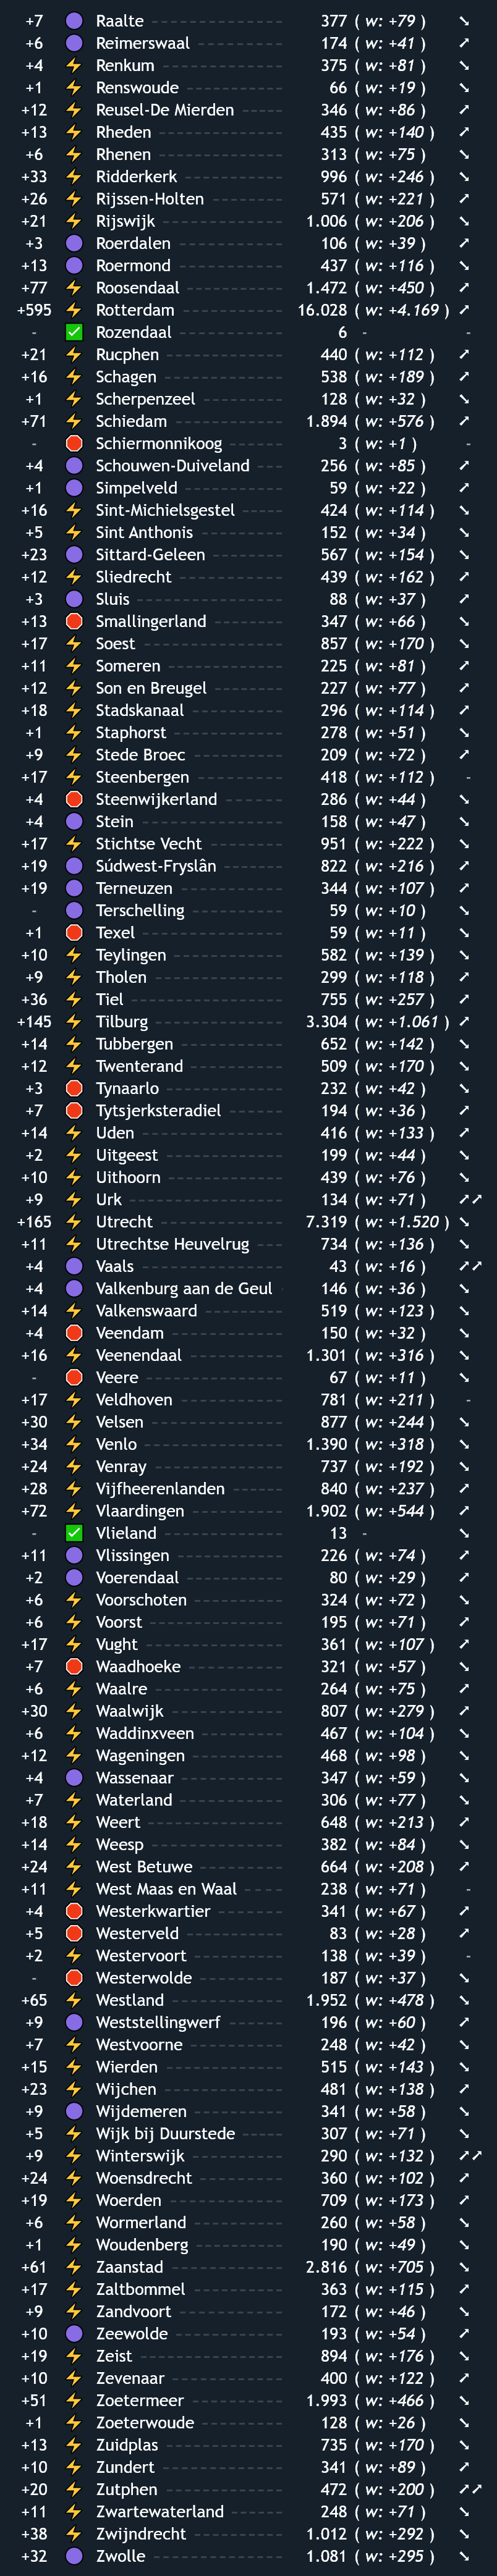 +7 Raalte 377 ( w: +79 ) ↘
+6 Reimerswaal 174 ( w: +41 ) ↗
+4 Renkum 375 ( w: +81 ) ↘
+1 Renswoude 66 ( w: +19 ) ↘
+12 Reusel-De Mierden 346 ( w: +86 ) ↗
+13 Rheden 435 ( w: +140 ) ↗
+6 Rhenen 313 ( w: +75 ) ↘
+33 Ridderkerk 996 ( w: +246 ) ↘
+26 Rijssen-Holten 571 ( w: +221 ) ↗
+21 Rijswijk 1.006 ( w: +206 ) ↘
+3 Roerdalen 106 ( w: +39 ) ↗
+13 Roermond 437 ( w: +116 ) ↘
+77 Roosendaal 1.472 ( w: +450 ) ↗
+595 Rotterdam 16.028 ( w: +4.169 ) ↗
- Rozendaal 6 - -
+21 Rucphen 440 ( w: +112 ) ↗
+16 Schagen 538 ( w: +189 ) ↗
+1 Scherpenzeel 128 ( w: +32 ) ↘
+71 Schiedam 1.894 ( w: +576 ) ↗
- Schiermonnikoog 3 ( w: +1 ) -
+4 Schouwen-Duiveland 256 ( w: +85 ) ↗
+1 Simpelveld 59 ( w: +22 ) ↗
+16 Sint-Michielsgestel 424 ( w: +114 ) ↘
+5 Sint Anthonis 152 ( w: +34 ) ↘
+23 Sittard-Geleen 567 ( w: +154 ) ↘
+12 Sliedrecht 439 ( w: +162 ) ↗
+3 Sluis 88 ( w: +37 ) ↗
+13 Smallingerland 347 ( w: +66 ) ↘
+17 Soest 857 ( w: +170 ) ↘
+11 Someren 225 ( w: +81 ) ↗
+12 Son en Breugel 227 ( w: +77 ) ↗
+18 Stadskanaal 296 ( w: +114 ) ↗
+1 Staphorst 278 ( w: +51 ) ↘
+9 Stede Broec 209 ( w: +72 ) ↗
+17 Steenbergen 418 ( w: +112 ) -
+4 Steenwijkerland 286 ( w: +44 ) ↘
+4 Stein 158 ( w: +47 ) ↘
+17 Stichtse Vecht 951 ( w: +222 ) ↘
+19 Súdwest-Fryslân 822 ( w: +216 ) ↗
+19 Terneuzen 344 ( w: +107 ) ↗
- Terschelling 59 ( w: +10 ) ↘
+1 Texel 59 ( w: +11 ) ↘
+10 Teylingen 582 ( w: +139 ) ↘
+9 Tholen 299 ( w: +118 ) ↗
+36 Tiel 755 ( w: +257 ) ↗
+145 Tilburg 3.304 ( w: +1.061 ) ↗
+14 Tubbergen 652 ( w: +142 ) ↘
+12 Twenterand 509 ( w: +170 ) ↘
+3 Tynaarlo 232 ( w: +42 ) ↘
+7 Tytsjerksteradiel 194 ( w: +36 ) ↗
+14 Uden 416 ( w: +133 ) ↗
+2 Uitgeest 199 ( w: +44 ) ↘
+10 Uithoorn 439 ( w: +76 ) ↘
+9 Urk 134 ( w: +71 ) ↗↗
+165 Utrecht 7.319 ( w: +1.520 ) ↘
+11 Utrechtse Heuvelrug 734 ( w: +136 ) ↘
+4 Vaals 43 ( w: +16 ) ↗↗
+4 Valkenburg aan de Geul 146 ( w: +36 ) ↘
+14 Valkenswaard 519 ( w: +123 ) ↘
+4 Veendam 150 ( w: +32 ) ↘
+16 Veenendaal 1.301 ( w: +316 ) ↘
- Veere 67 ( w: +11 ) ↘
+17 Veldhoven 781 ( w: +211 ) -
+30 Velsen 877 ( w: +244 ) ↘
+34 Venlo 1.390 ( w: +318 ) ↘
+24 Venray 737 ( w: +192 ) ↘
+28 Vijfheerenlanden 840 ( w: +237 ) ↗
+72 Vlaardingen 1.902 ( w: +544 ) ↗
- Vlieland 13 - ↘
+11 Vlissingen 226 ( w: +74 ) ↗
+2 Voerendaal 80 ( w: +29 ) ↗
+6 Voorschoten 324 ( w: +72 ) ↘
+6 Voorst 195 ( w: +71 ) ↗
+17 Vught 361 ( w: +107 ) ↗
+7 Waadhoeke 321 ( w: +57 ) ↘
+6 Waalre 264 ( w: +75 ) ↗
+30 Waalwijk 807 ( w: +279 ) ↗
+6 Waddinxveen 467 ( w: +104 ) ↘
+12 Wageningen 468 ( w: +98 ) ↘
+4 Wassenaar 347 ( w: +59 ) ↘
+7 Waterland 306 ( w: +77 ) ↘
+18 Weert 648 ( w: +213 ) ↗
+14 Weesp 382 ( w: +84 ) ↘
+24 West Betuwe 664 ( w: +208 ) ↗
+11 West Maas en Waal 238 ( w: +71 ) -
+4 Westerkwartier 341 ( w: +67 ) ↗
+5 Westerveld 83 ( w: +28 ) ↗
+2 Westervoort 138 ( w: +39 ) -
- Westerwolde 187 ( w: +37 ) ↘
+65 Westland 1.952 ( w: +478 ) ↘
+9 Weststellingwerf 196 ( w: +60 ) ↗
+7 Westvoorne 248 ( w: +42 ) ↘
+15 Wierden 515 ( w: +143 ) ↘
+23 Wijchen 481 ( w: +138 ) ↗
+9 Wijdemeren 341 ( w: +58 ) ↘
+5 Wijk bij Duurstede 307 ( w: +71 ) ↘
+9 Winterswijk 290 ( w: +132 ) ↗↗
+24 Woensdrecht 360 ( w: +102 ) ↗
+19 Woerden 709 ( w: +173 ) ↗
+6 Wormerland 260 ( w: +58 ) ↘
+1 Woudenberg 190 ( w: +49 ) ↘
+61 Zaanstad 2.816 ( w: +705 ) ↘
+17 Zaltbommel 363 ( w: +115 ) ↗
+9 Zandvoort 172 ( w: +46 ) ↘
+10 Zeewolde 193 ( w: +54 ) ↗
+19 Zeist 894 ( w: +176 ) ↘
+10 Zevenaar 400 ( w: +122 ) ↗
+51 Zoetermeer 1.993 ( w: +466 ) ↘
+1 Zoeterwoude 128 ( w: +26 ) ↘
+13 Zuidplas 735 ( w: +170 ) ↘
+10 Zundert 341 ( w: +89 ) ↗
+20 Zutphen 472 ( w: +200 ) ↗↗
+11 Zwartewaterland 248 ( w: +71 ) ↘
+38 Zwijndrecht 1.012 ( w: +292 ) ↘
+32 Zwolle 1.081 ( w: +295 ) ↘